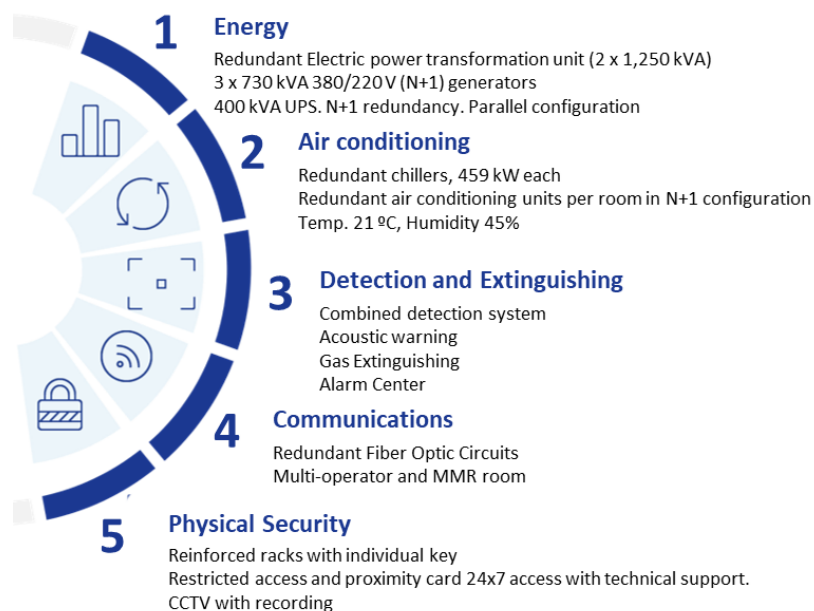 1 Energy
Redundant Electric power transformation unit (2 x 1,250 kVA)
3 x 730 kVA 380/220 V (N+1) generators
400 kVA UPS. N+1 redundancy. Parallel configuration
2 Air conditioning
Redundant chillers, 459 kW each
Redundant air conditioning units per room in N+1 configuration
Temp. 21 ºC, Humidity 45%
3 Detection and Extinguishing
Combined detection system
Acoustic warning
Gas Extinguishing
Alarm Center
4 Communications
Redundant Fiber Optic Circuits
Multi-operator and MMR room
5 Physical Security
Reinforced racks with individual key
Restricted access and proximity card 24x7 access with technical support.
CCTV with recording